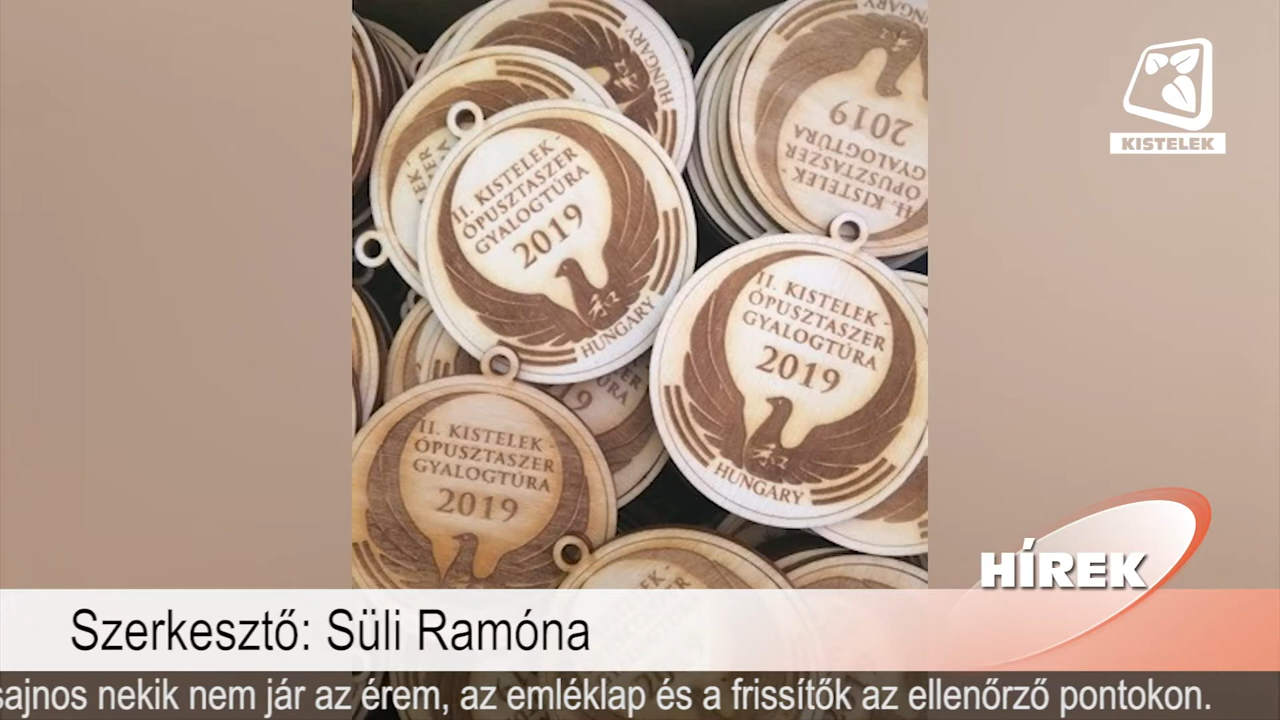 HUNGARY
HUNGARY
2019
GYALOGTÚRA
ÓPUSZTASZER
II. KISTELEK -
KISTELEK
II. KISTELEK -
ÓPUSZTASZER
GYALOGTÚRA
2019
HUNGARY
II. KISTELEK -
ÓPUSZTASZER
GYALOGTÚRA
2019
HUNGARY
II. KISTELEK -
ÓPUSZTASZER
GYALOGTÚRA
2019
HÍREK
Szerkesztő: Süli Ramóna
sajnos nekik nem jár az érem, az emléklap és a frissítők az ellenőrző pontokon.